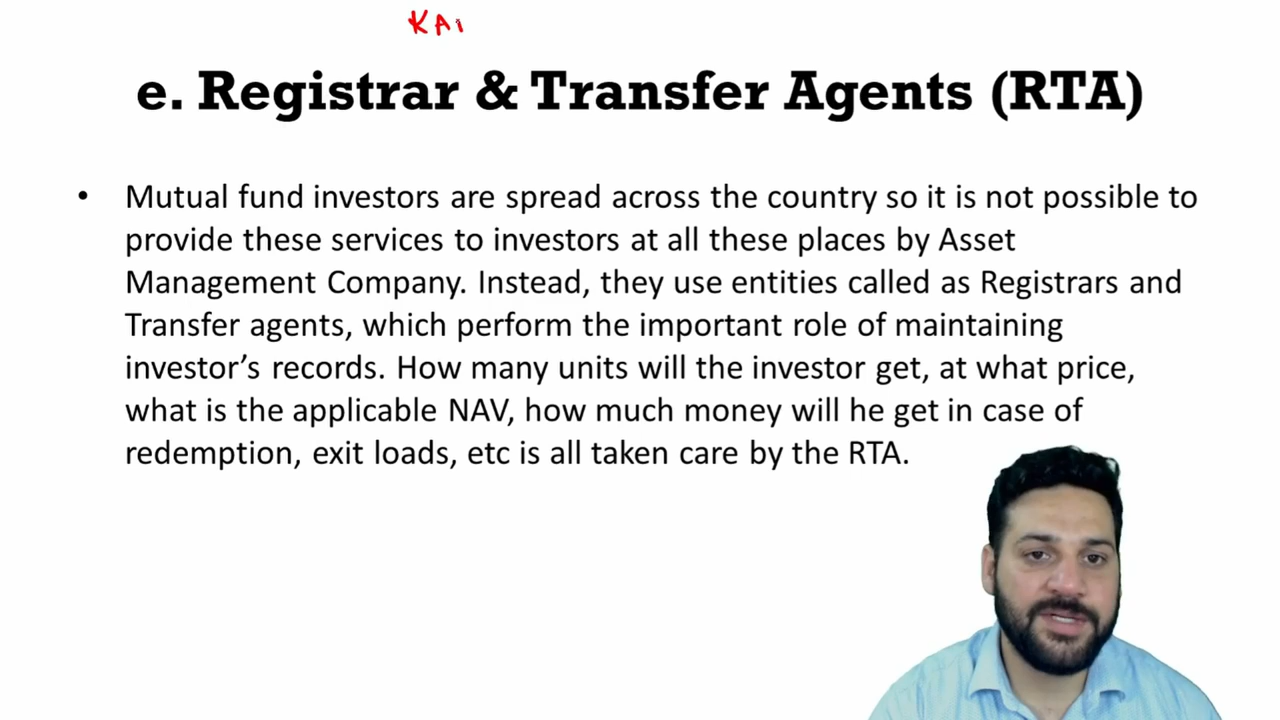 KAI
e. Registrar & Transfer Agents (RTA)
• Mutual fund investors are spread across the country so it is not possible to
provide these services to investors at all these places by Asset
Management Company. Instead, they use entities called as Registrars and
Transfer agents, which perform the important role of maintaining
investor’s records. How many units will the investor get, at what price,
what is the applicable NAV, how much money will he get in case of
redemption, exit loads, etc is all taken care by the RTA.